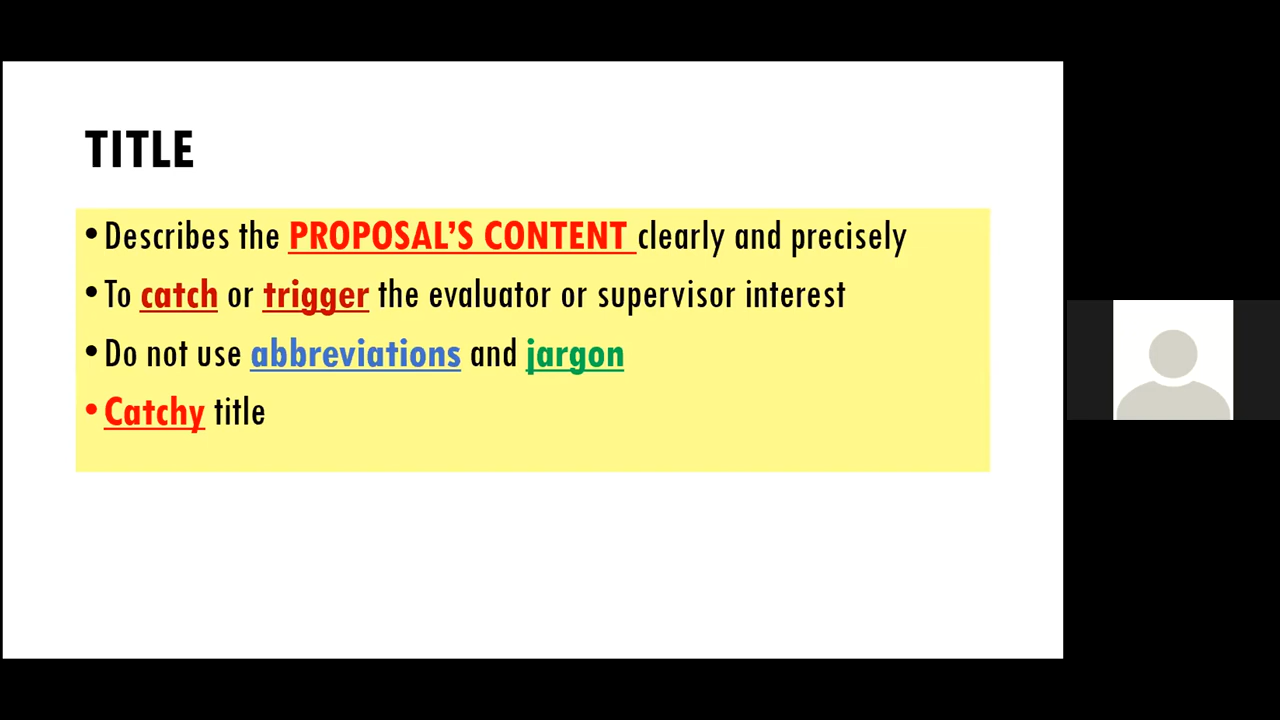 TITLE
•Describes the PROPOSAL’S CONTENT clearly and precisely
•To catch or trigger the evaluator or supervisor interest
•Do not use abbreviations and jargon
•Catchy title